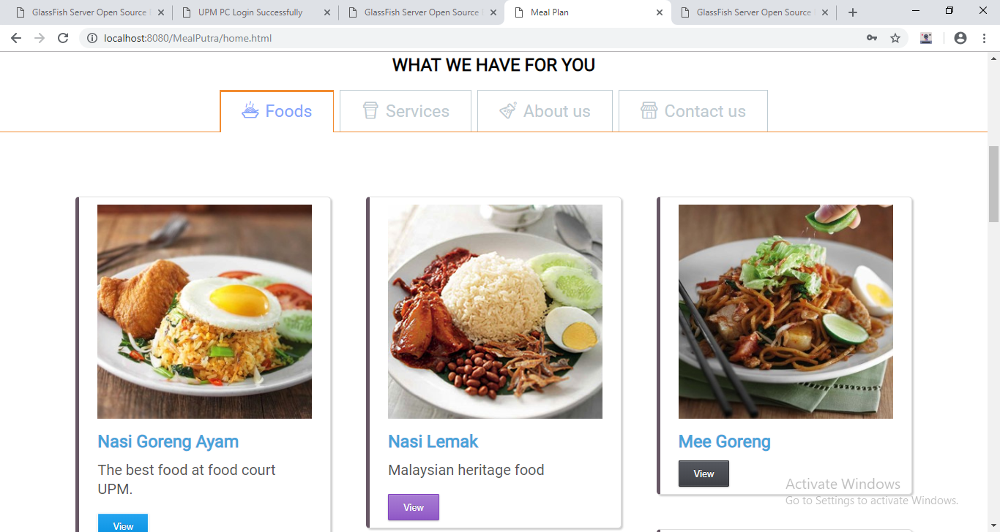 GlassFish Server Open Source
UPM PC Login Successfully
GlassFish Server Open Source
Meal Plan
GlassFish Server Open Source
localhost:8080/MealPutra/home.html
WHAT WE HAVE FOR YOU
Foods
Services
About us
Contact us
Nasi Goreng Ayam
The best food at food court
UPM.
View
Nasi Lemak
Malaysian heritage food
View
Mee Goreng
View
Activate Windows
Go to Settings to activate Windows.